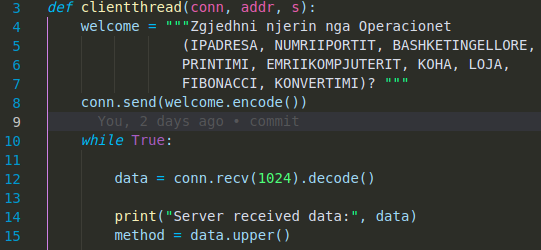 3 def clientthread(conn, addr, s):
4 welcome = """Zgjedhni njerin nga Operacionet
5 (IPADRESA, NUMRIIPORTIT, BASHKETINGELLORE,
6 PRINTIMI, EMRIIKOMPJUTERIT, KOHA, LOJA,
7 FIBONACCI, KONVERTIMI)? """
8 conn.send(welcome.encode())
9 You, 2 days ago • commit
10 while True:
11
12 data = conn.recv(1024).decode()
13
14 print("Server received data:", data)
15 method = data.upper()